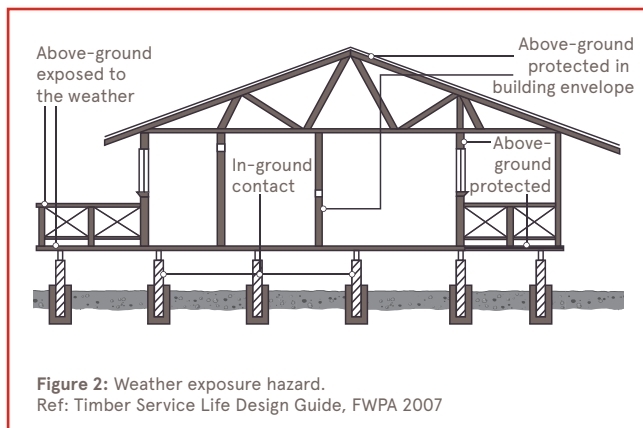 Above-ground
exposed to
the weather
Above-ground
protected in
building envelope
In-ground
contact
Above-
ground
protected
Figure 2: Weather exposure hazard.
Ref: Timber Service Life Design Guide, FWPA 2007